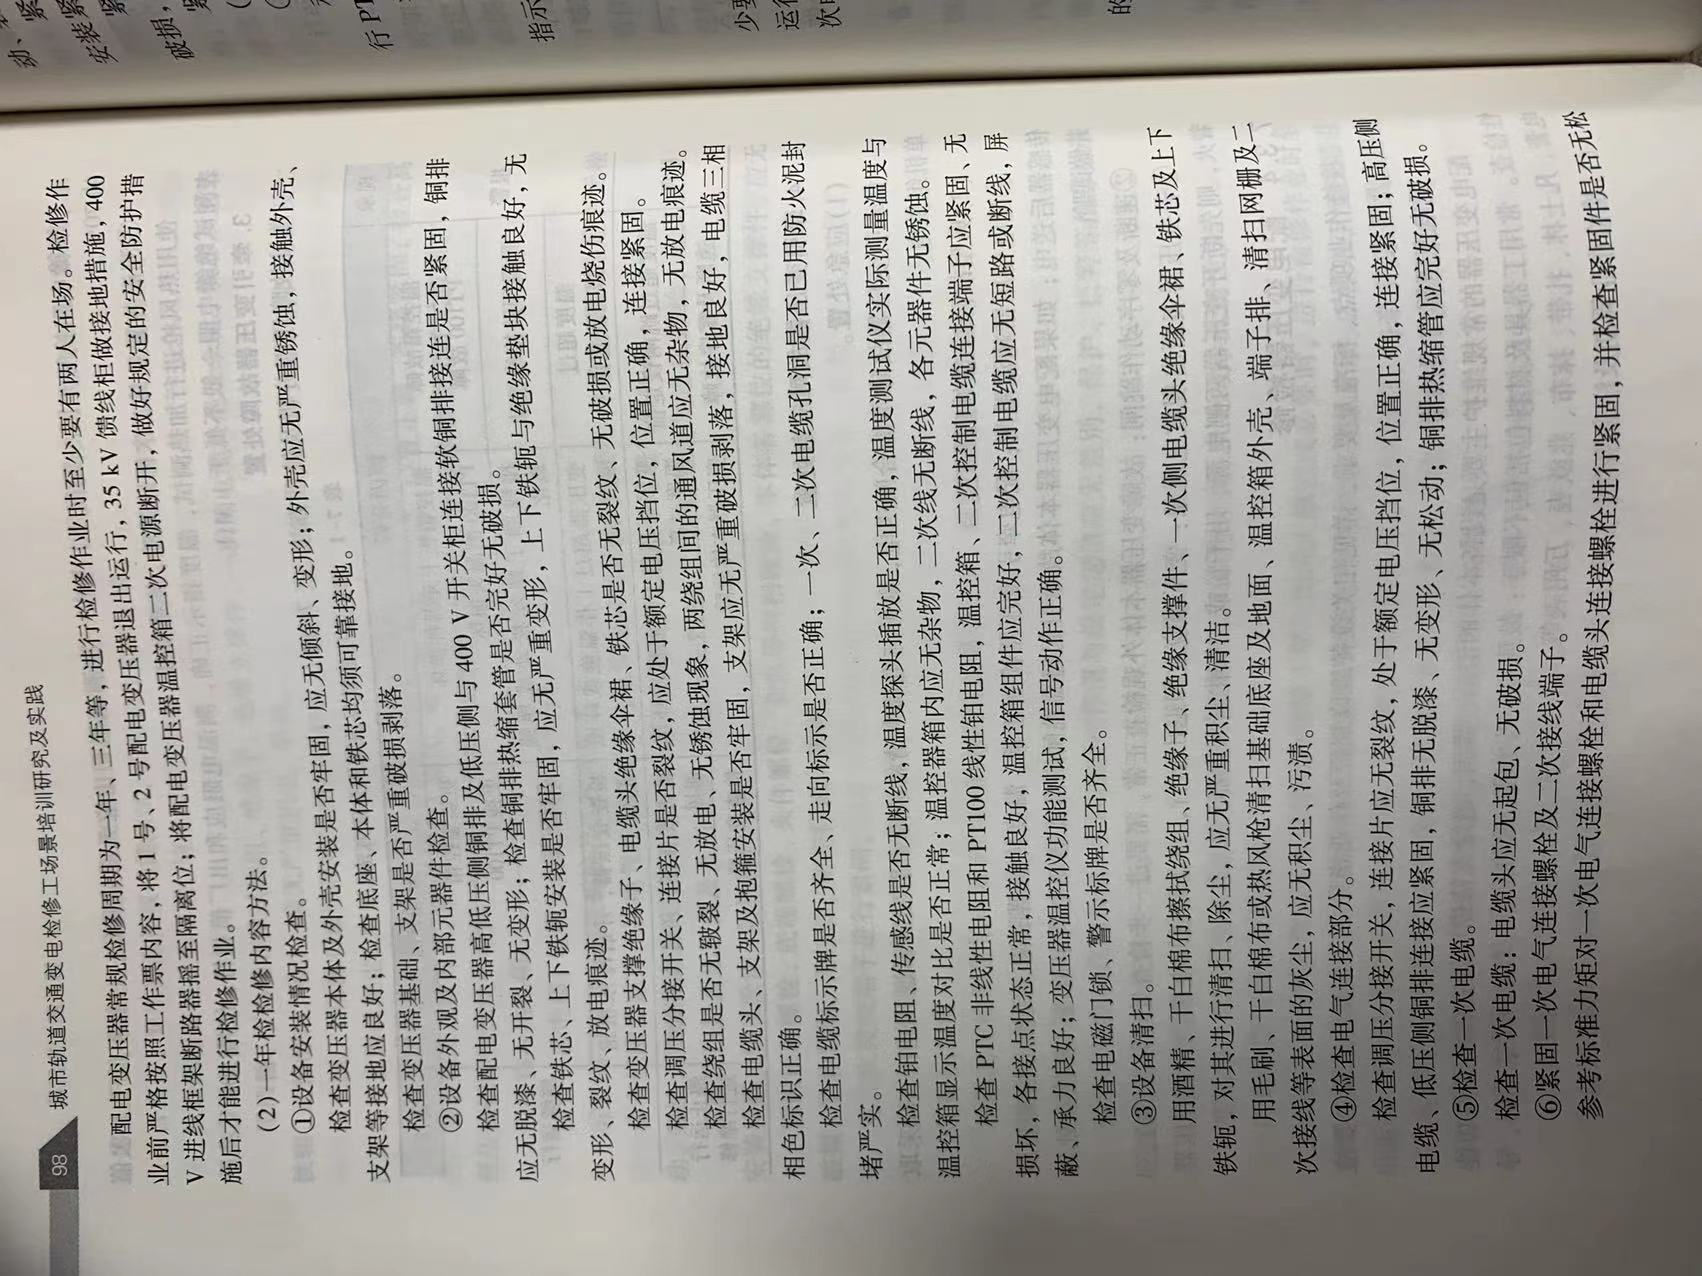 98
城市轨道交通变电检修工场景培训研究及实践
配电变压器常规检修周期为一年、三年等，进行检修作业时至少要有两人在场。检修作
业前严格按照工作票内容，将 1 号、2 号配电变压器退出运行，35 kV 馈线柜做接地措施，400
V 进线框架断路器摇至隔离位；将配电变压器温控箱二次电源断开，做好规定的安全防护措
施后才能进行检修作业。
(2)一年检检修内容方法。
①设备安装情况检查。
检查变压器本体及外壳安装是否牢固，应无倾斜、变形；外壳应无严重锈蚀，接触外壳、
支架等接地应良好；检查底座、本体和铁芯均须可靠接地。
检查变压器基础、支架是否严重破损剥落。
②设备外观及内部元器件检查。
检查配电变压器高低压侧铜排及低压侧与 400 V 开关柜连接软铜排接连是否紧固，铜排
应无脱漆、无开裂、无变形；检查铜排热缩套管是否完好无破损。
检查铁芯、上下铁轭安装是否牢固，应无严重变形，上下铁轭与绝缘垫块接触良好，无
变形、裂纹、放电痕迹。
检查变压器支撑绝缘子、电缆头绝缘伞裙、铁芯是否无裂纹、无破损或放电烧伤痕迹。
检查调压分接开关、连接片是否裂纹，应处于额定电压挡位，位置正确，连接紧固。
检查绕组是否无皲裂、无放电、无锈蚀现象，两绕组间的通风道应无杂物，无放电痕迹。
检查电缆头、支架及抱箍安装是否牢固，支架应无严重破损剥落，接地良好，电缆三相
相色标识正确。
检查电缆标示牌是否齐全、走向标示是否正确；一次、二次电缆孔洞是否已用防火泥封
堵严实。
检查铂电阻、传感线是否无断线，温度探头插放是否正确，温度测试仪实际测量温度与
温控箱显示温度对比是否正常；温控器箱内应无杂物，二次线无断线，各元器件无锈蚀。
检查 PTC 非线性电阻和 PT100 线性铂电阻，温控箱、二次控制电缆连接端子应紧固、无
损坏，各接点状态正常，接触良好，温控箱组件应完好，二次控制电缆应无短路或断线，屏
蔽、承力良好；变压器温控仪功能测试，信号动作正确。
检查电磁门锁、警示标牌是否齐全。
③设备清扫。
用酒精、干白棉布擦拭绕组、绝缘子、绝缘支撑件、一次侧电缆头绝缘伞裙、铁芯及上下
铁轭，对其进行清扫、除尘，应无严重积尘、清洁。
用毛刷、干白棉布或热风枪清扫基础底座及地面、温控箱外壳、端子排、清扫网栅及二
次接线等表面的灰尘，应无积尘、污渍。
④检查电气连接部分。
检查调压分接开关，连接片应无裂纹，处于额定电压挡位，位置正确，连接紧固；高压侧
电缆、低压侧铜排连接应紧固，铜排无脱漆、无变形、无松动；铜排热缩管应完好无破损。
⑤检查一次电缆。
检查一次电缆：电缆头应无起包、无破损。
⑥紧固一次电气连接螺栓及二次接线端子。
参考标准力矩对一次电气连接螺栓和电缆头连接螺栓进行紧固，并检查紧固件是否无松